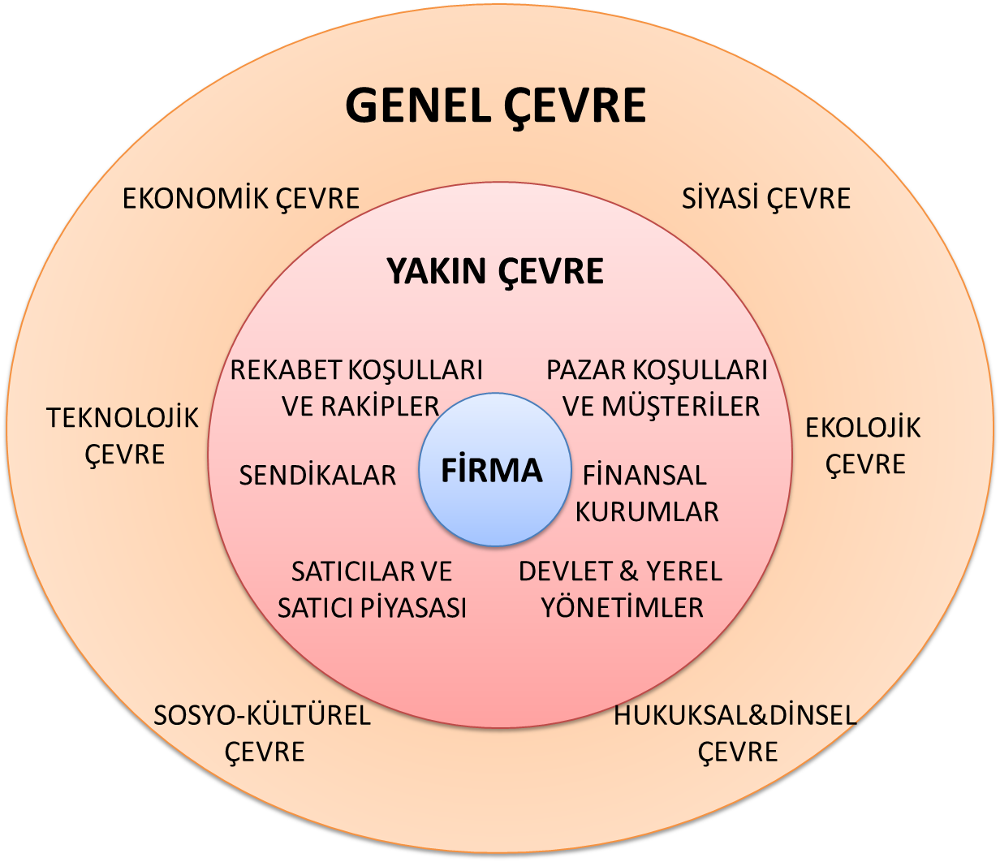 GENEL ÇEVRE
EKONOMİK ÇEVRE
SİYASİ ÇEVRE
YAKIN ÇEVRE
REKABET KOŞULLARI
VE RAKİPLER
PAZAR KOŞULLARI
VE MÜŞTERİLER
TEKNOLOJİK
ÇEVRE
EKOLOJİK
ÇEVRE
SENDİKALAR
FİRMA
FİNANSAL
KURUMLAR
SATICILAR VE
SATICI PİYASASI
DEVLET & YEREL
YÖNETİMLER
SOSYO-KÜLTÜREL
ÇEVRE
HUKUKSAL&DİNSEL
ÇEVRE